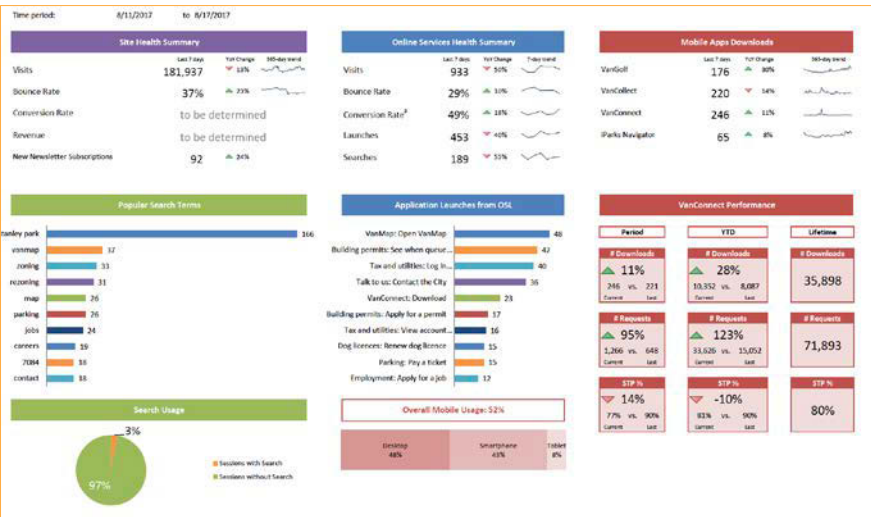 Time period: 8/11/2017 to 8/17/2017
Site Health Summary
Last 7 days YoY Change 365-day trend
Visits 181,937 13%
Bounce Rate 37% 23%
Conversion Rate to be determined
Revenue to be determined
New Newsletter Subscriptions 92 24%
Online Services Health Summary
Last 7 days YoY Change 7-day trend
Visits 933 50%
Bounce Rate 29% 10%
Conversion Rate 49% 18%
Launches 453 40%
Searches 189 53%
Mobile Apps Downloads
Last 7 days YoY Change 365-day trend
VanGolf 176 30%
VanCollect 220 14%
VanConnect 246 11%
iParks Navigator 65 8%
Popular Search Terms
tanley park 166
vanmap 37
zoning 33
rezoning 31
map 26
parking 26
jobs 24
careers 19
7084 18
contact 18
Application Launches from OSL
VanMap: Open VanMap 48
Building permits: See when queue... 42
Tax and utilities: Log in... 40
Talk to us: Contact the City 36
VanConnect: Download 23
Building permits: Apply for a permit 17
Tax and utilities: View account... 16
Dog licences: Renew dog licence 15
Parking: Pay a ticket 15
Employment: Apply for a job 12
VanConnect Performance
Period YTD Lifetime
# Downloads # Downloads # Downloads
11% 28% 35,898
246 vs. 221 10,352 vs. 8,087
Current Last Current Last
# Requests # Requests # Requests
95% 123% 71,893
1,266 vs. 648 33,626 vs. 15,052
Current Last Current Last
STP % STP % STP %
14% -10% 80%
77% vs. 90% 81% vs. 90%
Current Last Current Last
Search Usage
3%
97%
Sessions with Search
Sessions without Search
Overall Mobile Usage: 52%
Desktop Smartphone Tablet
48% 43% 8%